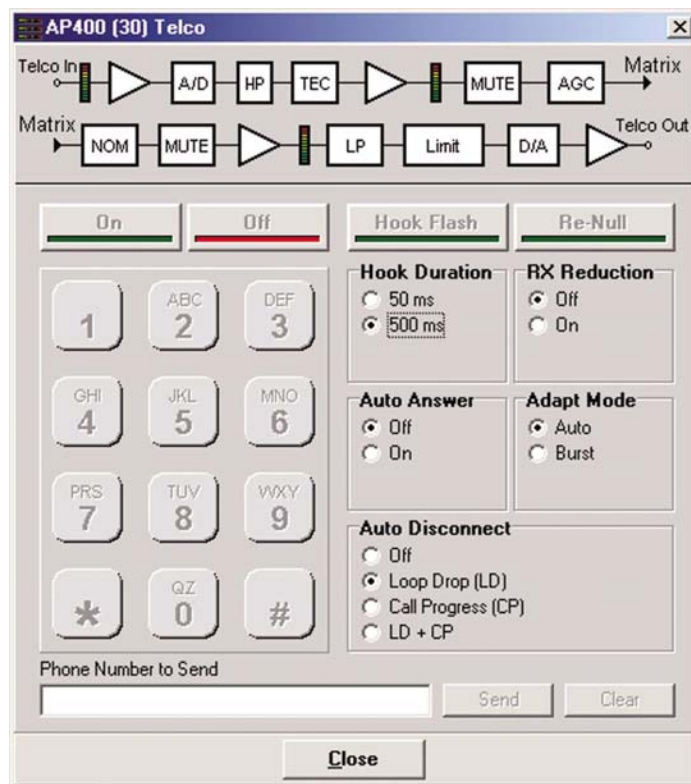 AP400 (30) Telco
Telco In
A/D
HP
TEC
MUTE
AGC
Matrix
Matrix
NOM
MUTE
LP
Limit
D/A
Telco Out
On
Off
Hook Flash
Re-Null
1
ABC
2
DEF
3
GHI
4
JKL
5
MNO
6
PRS
7
TUV
8
WXY
9
*
QZ
0
#
Hook Duration
50 ms
500 ms
RX Reduction
Off
On
Auto Answer
Off
On
Adapt Mode
Auto
Burst
Auto Disconnect
Off
Loop Drop (LD)
Call Progress (CP)
LD + CP
Phone Number to Send
Send
Clear
Close